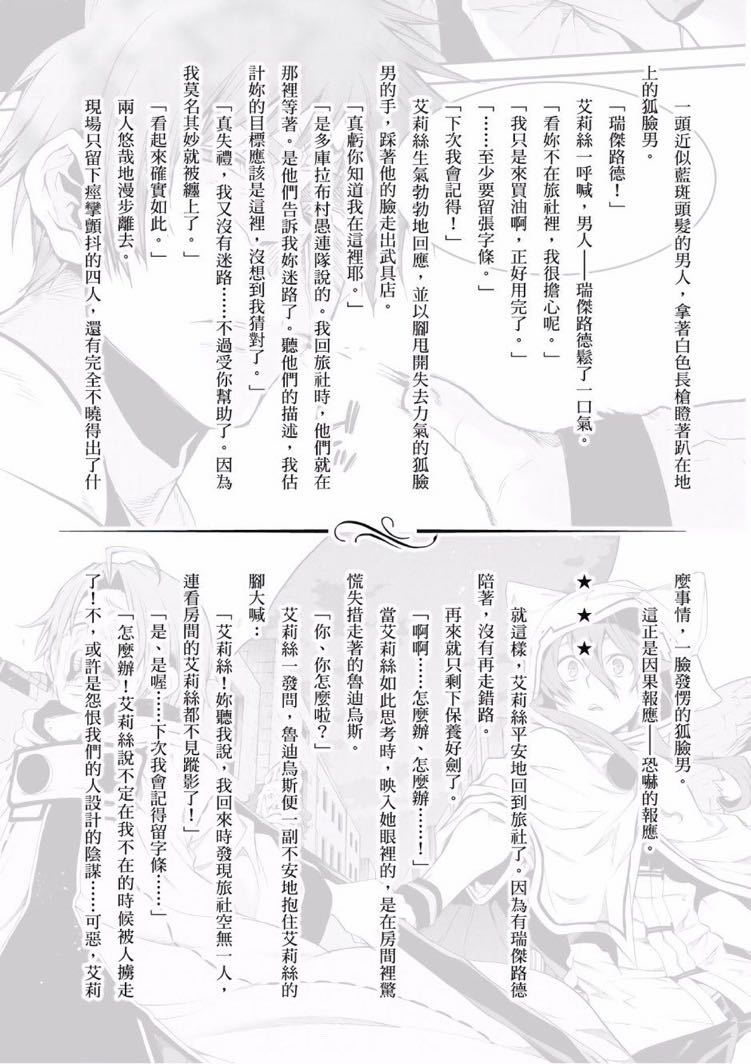 一頭近似藍斑頭髮的男人，拿著白色長槍瞪著趴在地
上的狐臉男。
「瑞傑路德！」
艾莉絲一呼喊，男人——瑞傑路德鬆了一口氣。
「看妳不在旅社裡，我很擔心呢。」
「我只是來買油啊，正好用完了。」
「……至少要留張字條。」
「下次我會記得！」
艾莉絲生氣勃勃地回應，並以腳甩開失去力氣的狐臉
男的手，踩著他的臉走出武具店。
「真虧你知道我在這裡耶。」
「是多庫拉布村愚連隊說的。我回旅社時，他們就在
那裡等著。是他們告訴我妳迷路了。聽他們的描述，我估
計妳的目標應該是這裡，沒想到我猜對了。」
「真失禮，我又沒有迷路……不過受你幫助了。因為
我莫名其妙就被纏上了。」
「看起來確實如此。」
兩人悠哉地漫步離去。
現場只留下痙攣顫抖的四人，還有完全不曉得出了什
麼事情，一臉發愣的狐臉男。
這正是因果報應——恐嚇的報應。
★ ★ ★
就這樣，艾莉絲平安地回到旅社了。因為有瑞傑路德
陪著，沒有再走錯路。
再來就只剩下保養好劍了。
「啊啊……怎麼辦、怎麼辦……！」
當艾莉絲如此思考時，映入她眼裡的，是在房間裡驚
慌失措走著的魯迪烏斯。
「你、你怎麼啦？」
艾莉絲一發問，魯迪烏斯便一副不安地抱住艾莉絲的
腳大喊：
「艾莉絲！妳聽我說，我回來時發現旅社空無一人，
連看房間的艾莉絲都不見蹤影了！」
「是、是喔……下次我會記得留字條……」
「怎麼辦！艾莉絲說不定在我不在的時候被人擄走
了！不，或許是怨恨我們的人設計的陰謀……可惡，艾莉